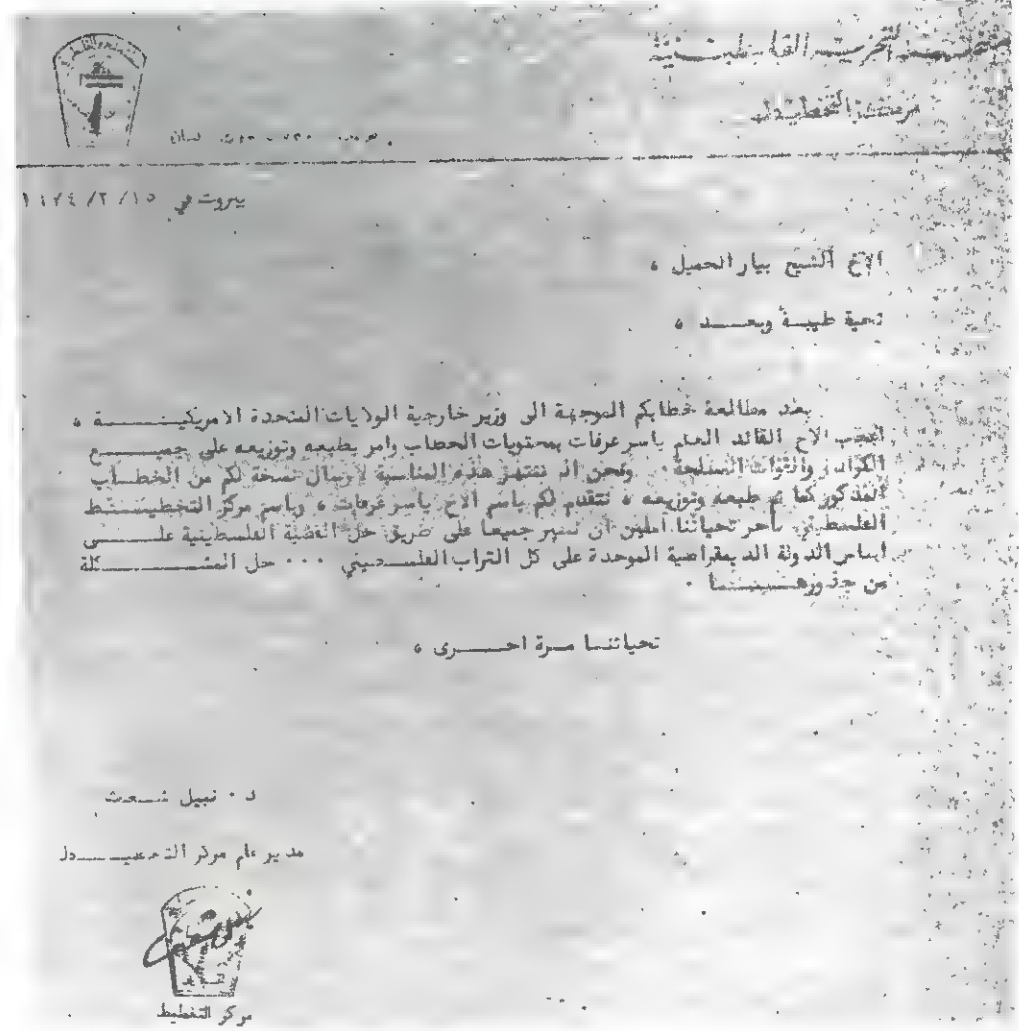 منظمة التحرير الفلسطينية
مركز التخطيط
بيروت لبنان
بيروت في ١٥/ ٢/ ١٩٧٤
الاخ الشيخ بيار الجميل ،
تحية طيبة وبعد ،
بعد مطالعة خطابكم الموجهة الى وزير خارجية الولايات المتحدة الامريكية ،
اعجب الاخ القائد العام ياسر عرفات بمحتويات الخطاب وامر بطبعه وتوزيعه على جميع
الكوادر والقوات المسلحة . ونحن اذ ننتهز هذه المناسبة لارسال نسخة لكم من الخطاب
المذكور كما تم طبعه وتوزيعه ، نتقدم لكم باسم الاخ ياسر عرفات ، وباسم مركز التخطيط
الفلسطيني بأحر تحياتنا املين ان نسير جميعا على طريق حل القضية الفلسطينية على
اساس الدولة الديمقراطية الموحدة على كل التراب الفلسطيني ... حل المشكلة
من جذورها .
تحياتنا مرة اخرى ،
د . نبيل شعث
مدير عام مركز التخطيط
مركز التخطيط